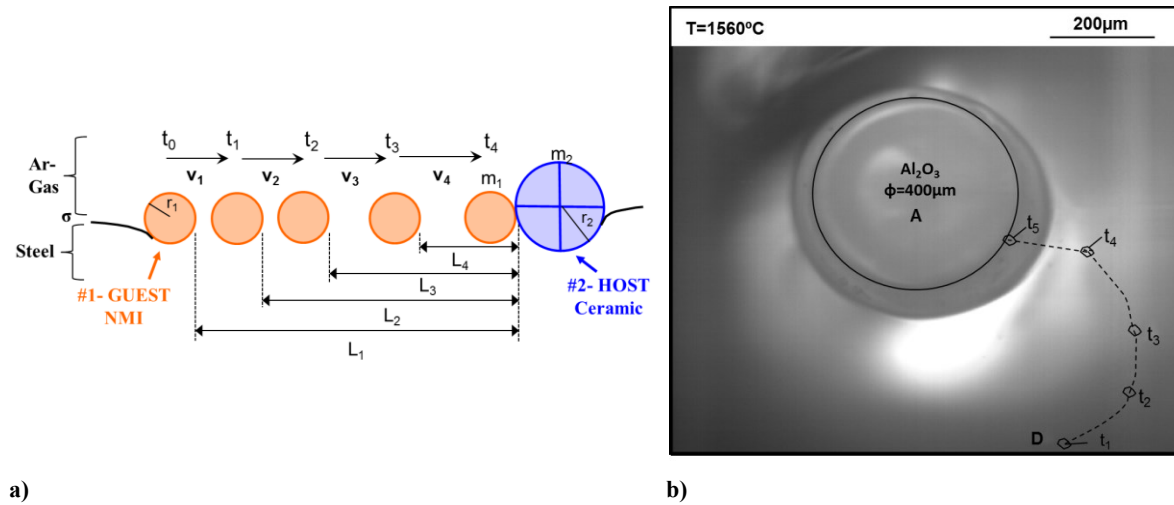 t₀ t₁ t₂ t₃ t₄
v₁ v₂ v₃ v₄
Ar-
Gas
σ
Steel
r₁
m₁
m₂
r₂
L₄
L₃
L₂
L₁
#1- GUEST
NMI
#2- HOST
Ceramic
a)
T=1560ºC
200µm
Al₂O₃
ϕ=400µm
A
t₅
t₄
t₃
t₂
D
t₁
b)